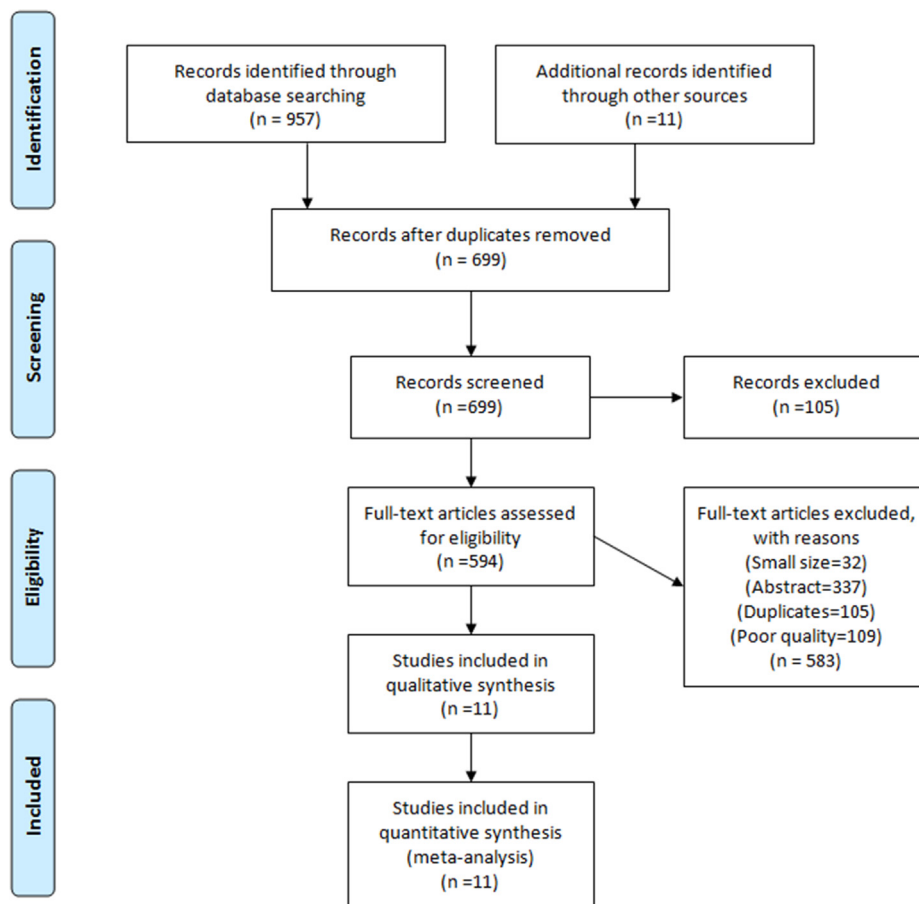 Identification
Records identified through
database searching
(n = 957)
Additional records identified
through other sources
(n =11)
Records after duplicates removed
(n = 699)
Screening
Records screened
(n =699)
Records excluded
(n =105)
Eligibility
Full-text articles assessed
for eligibility
(n =594)
Full-text articles excluded,
with reasons
(Small size=32)
(Abstract=337)
(Duplicates=105)
(Poor quality=109)
(n = 583)
Studies included in
qualitative synthesis
(n =11)
Included
Studies included in
quantitative synthesis
(meta-analysis)
(n =11)